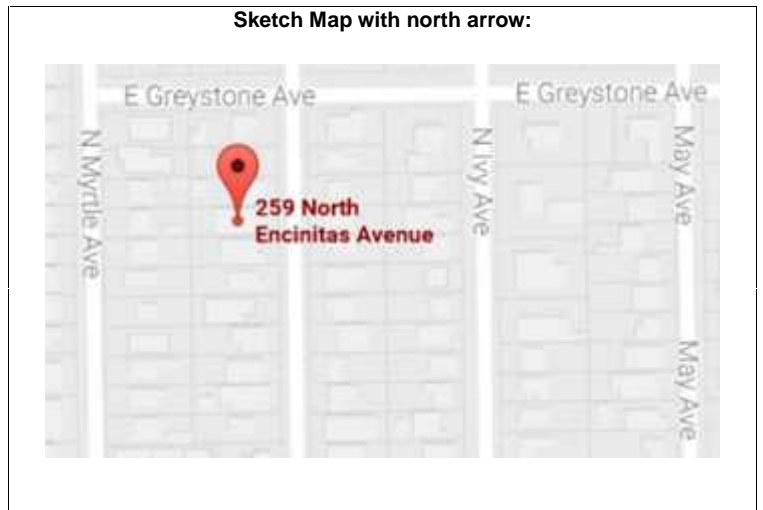 Sketch Map with north arrow:
E Greystone Ave
E Greystone Ave
N Myrtle Ave
N Ivy Ave
May Ave
259 North
Encinitas Avenue
May Ave